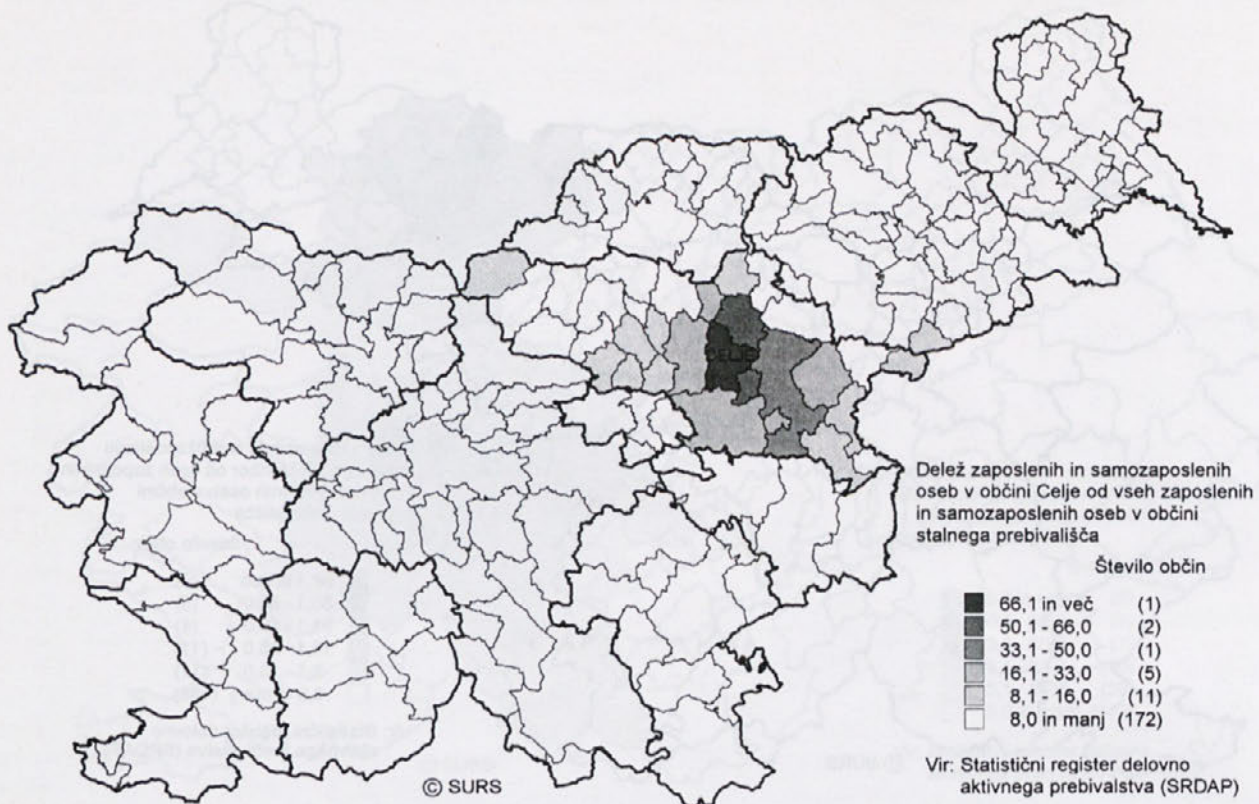 CELJE
Delež zaposlenih in samozaposlenih
oseb v občini Celje od vseh zaposlenih
in samozaposlenih oseb v občini
stalnega prebivališča
Število občin
66,1 in več (1)
50,1 - 66,0 (2)
33,1 - 50,0 (1)
16,1 - 33,0 (5)
8,1 - 16,0 (11)
8,0 in manj (172)
© SURS
Vir: Statistični register delovno
aktivnega prebivalstva (SRDAP)